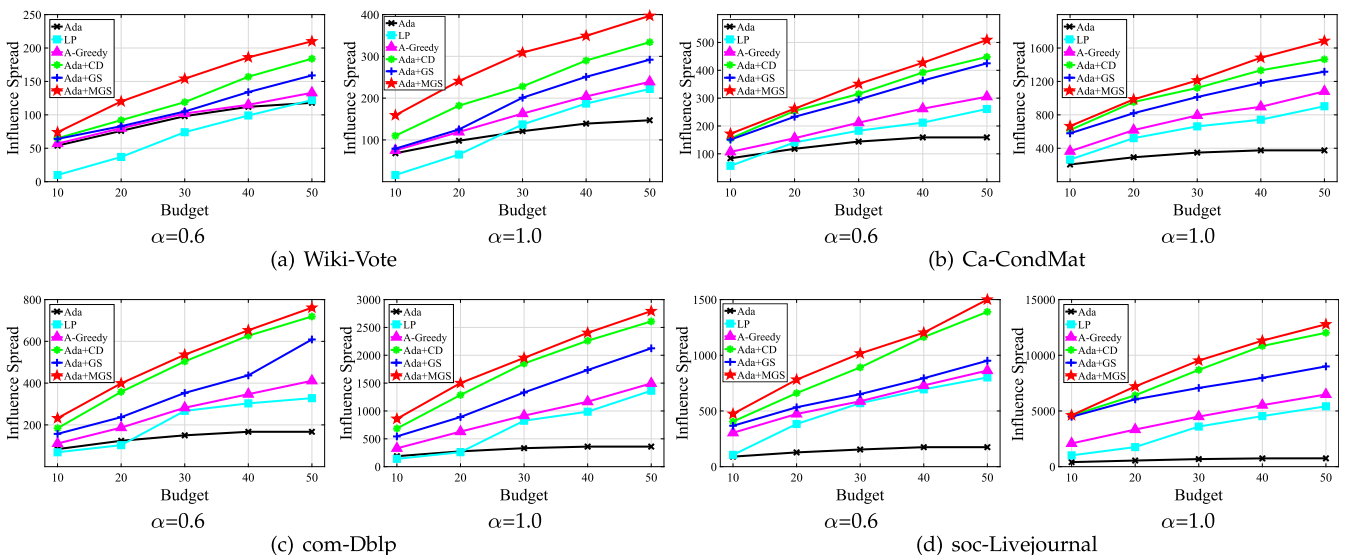 Influence Spread
250
200
150
100
50
0
Ada
LP
A-Greedy
Ada+CD
Ada+GS
Ada+MGS
10 20 30 40 50
Budget
α=0.6
Influence Spread
400
300
200
100
Ada
LP
A-Greedy
Ada+CD
Ada+GS
Ada+MGS
10 20 30 40 50
Budget
α=1.0
(a) Wiki-Vote
Influence Spread
500
400
300
200
100
Ada
LP
A-Greedy
Ada+CD
Ada+GS
Ada+MGS
10 20 30 40 50
Budget
α=0.6
Influence Spread
1600
1200
800
400
Ada
LP
A-Greedy
Ada+CD
Ada+GS
Ada+MGS
10 20 30 40 50
Budget
α=1.0
(b) Ca-CondMat
Influence Spread
800
600
400
200
Ada
LP
A-Greedy
Ada+CD
Ada+GS
Ada+MGS
10 20 30 40 50
Budget
α=0.6
Influence Spread
3000
2500
2000
1500
1000
500
0
Ada
LP
A-Greedy
Ada+CD
Ada+GS
Ada+MGS
10 20 30 40 50
Budget
α=1.0
(c) com-Dblp
Influence Spread
1500
1000
500
0
Ada
LP
A-Greedy
Ada+CD
Ada+GS
Ada+MGS
10 20 30 40 50
Budget
α=0.6
Influence Spread
15000
10000
5000
0
Ada
LP
A-Greedy
Ada+CD
Ada+GS
Ada+MGS
10 20 30 40 50
Budget
α=1.0
(d) soc-Livejournal